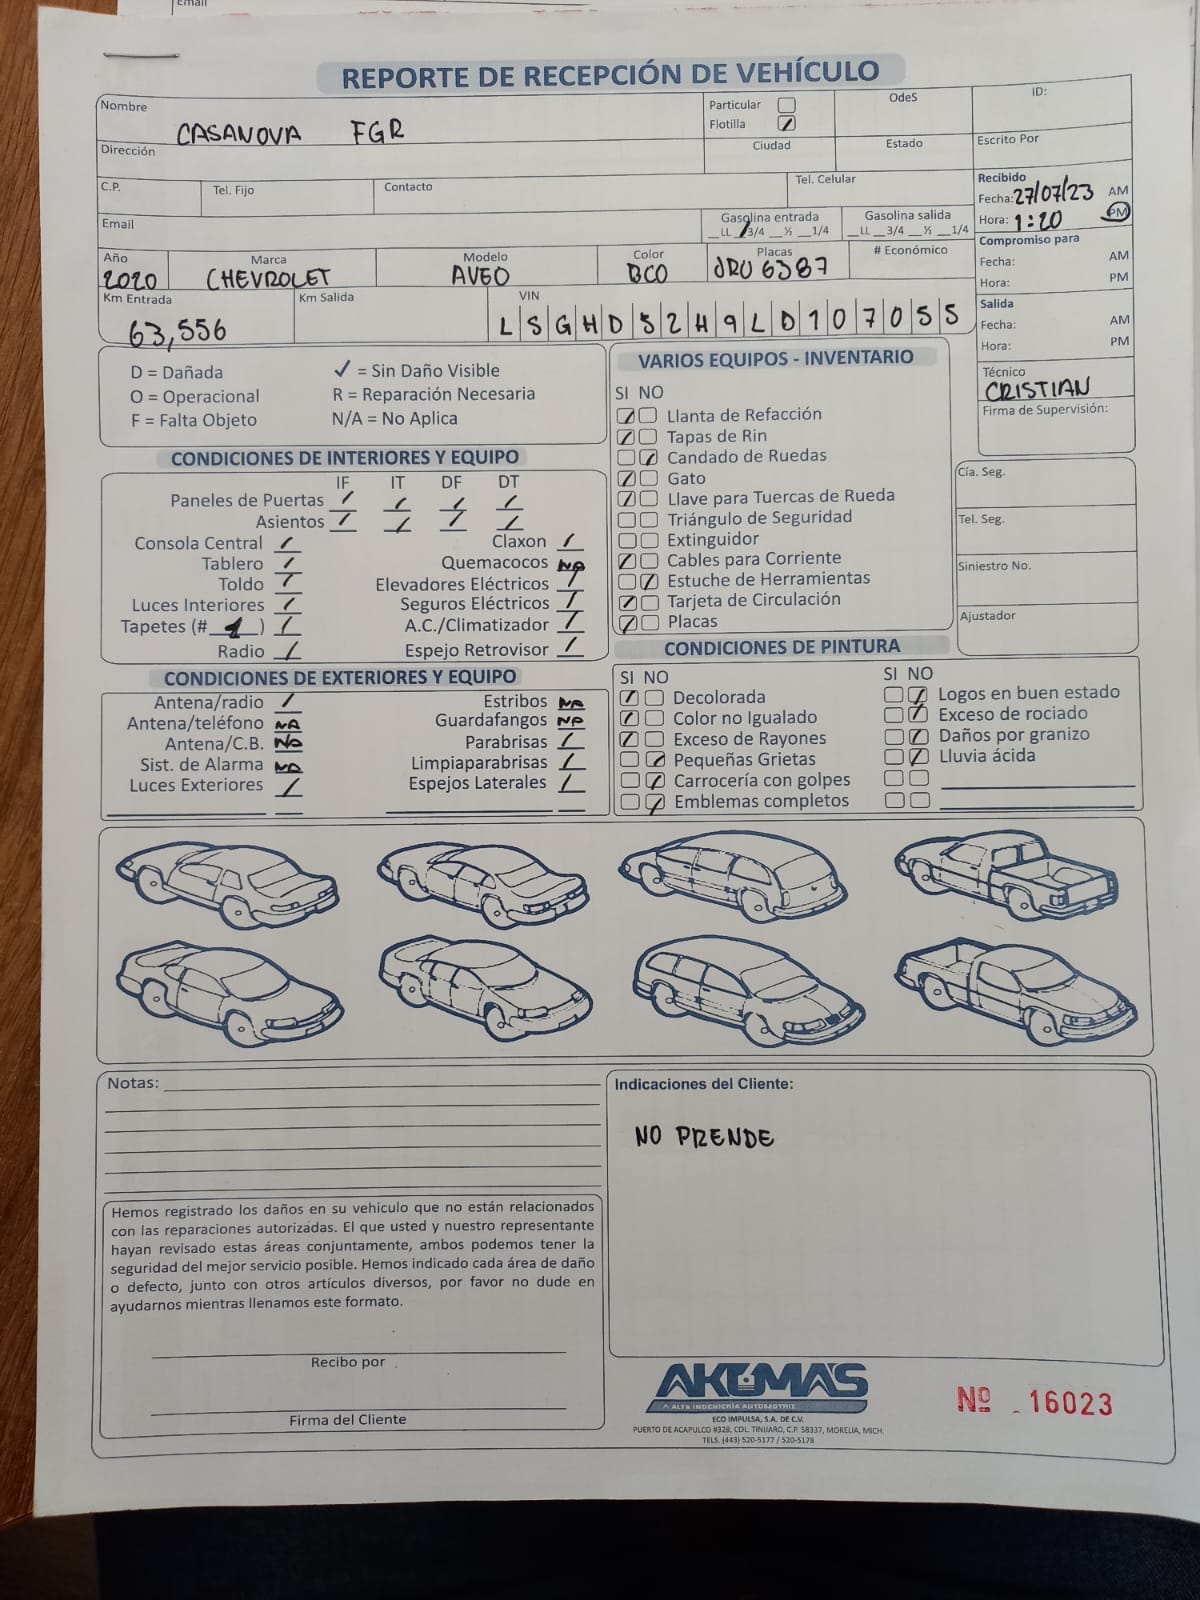 Email
REPORTE DE RECEPCIÓN DE VEHÍCULO
Nombre CASANOVA FGR
Particular
Flotilla ✓
OdeS
ID:
Dirección
Ciudad
Estado
Escrito Por
C.P.
Tel. Fijo
Contacto
Tel. Celular
Recibido
Fecha: 27/07/23 AM
Hora: 1:20 PM
Email
Gasolina entrada
__LL ✓3/4 __½ __1/4
Gasolina salida
__LL __3/4 __½ __1/4
Compromiso para
Fecha: AM
Hora: PM
Año 2020
Marca CHEVROLET
Modelo AVEO
Color BCO
Placas JRU 6387
# Económico
Km Entrada 63,556
Km Salida
VIN L S G H D 5 2 H 9 L D 1 0 7 0 5 5
Salida
Fecha: AM
Hora: PM
Técnico
CRISTIAN
Firma de Supervisión:
D = Dañada ✓ = Sin Daño Visible
O = Operacional R = Reparación Necesaria
F = Falta Objeto N/A = No Aplica
VARIOS EQUIPOS - INVENTARIO
SI NO
Llanta de Refacción
Tapas de Rin
Candado de Ruedas
Gato
Llave para Tuercas de Rueda
Triángulo de Seguridad
Extinguidor
Cables para Corriente
Estuche de Herramientas
Tarjeta de Circulación
Placas
Cía. Seg.
Tel. Seg.
Siniestro No.
Ajustador
CONDICIONES DE INTERIORES Y EQUIPO
IF IT DF DT
Paneles de Puertas ✓ ✓ ✓ ✓
Asientos ✓ ✓ ✓ ✓
Consola Central ✓ Claxon ✓
Tablero ✓ Quemacocos NA
Toldo ✓ Elevadores Eléctricos ✓
Luces Interiores ✓ Seguros Eléctricos ✓
Tapetes (# 1 ) ✓ A.C./Climatizador ✓
Radio ✓ Espejo Retrovisor ✓
CONDICIONES DE EXTERIORES Y EQUIPO
Antena/radio ✓ Estribos NA
Antena/teléfono NA Guardafangos NA
Antena/C.B. NA Parabrisas ✓
Sist. de Alarma NA Limpiaparabrisas ✓
Luces Exteriores ✓ Espejos Laterales ✓
CONDICIONES DE PINTURA
SI NO SI NO
Decolorada Logos en buen estado
Color no Igualado Exceso de rociado
Exceso de Rayones Daños por granizo
Pequeñas Grietas Lluvia ácida
Carrocería con golpes
Emblemas completos
Notas:
Indicaciones del Cliente:
NO PRENDE
Hemos registrado los daños en su vehiculo que no están relacionados
con las reparaciones autorizadas. El que usted y nuestro representante
hayan revisado estas áreas conjuntamente, ambos podemos tener la
seguridad del mejor servicio posible. Hemos indicado cada área de daño
o defecto, junto con otros artículos diversos, por favor no dude en
ayudarnos mientras llenamos este formato.
Recibo por
Firma del Cliente
AKEMAS
ALTA INGENIERÍA AUTOMOTRIZ
ECO IMPULSA, S.A. DE C.V.
PUERTO DE ACAPULCO #328, COL. TINIJARO, C.P. 58337, MORELIA, MICH.
TELS. (443) 520-5177 / 520-5178
Nº 16023